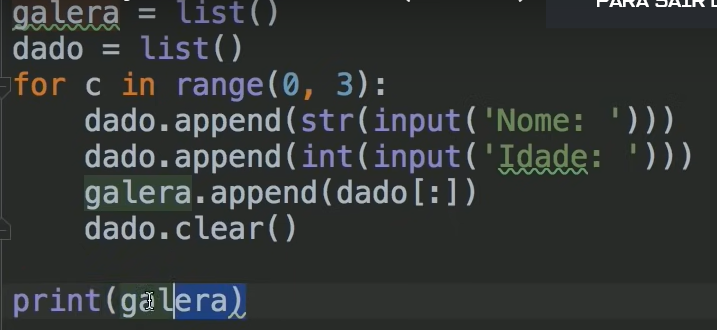 PARA SAIR
galera = list()
dado = list()
for c in range(0, 3):
    dado.append(str(input('Nome: ')))
    dado.append(int(input('Idade: ')))
    galera.append(dado[:])
    dado.clear()
print(galera)